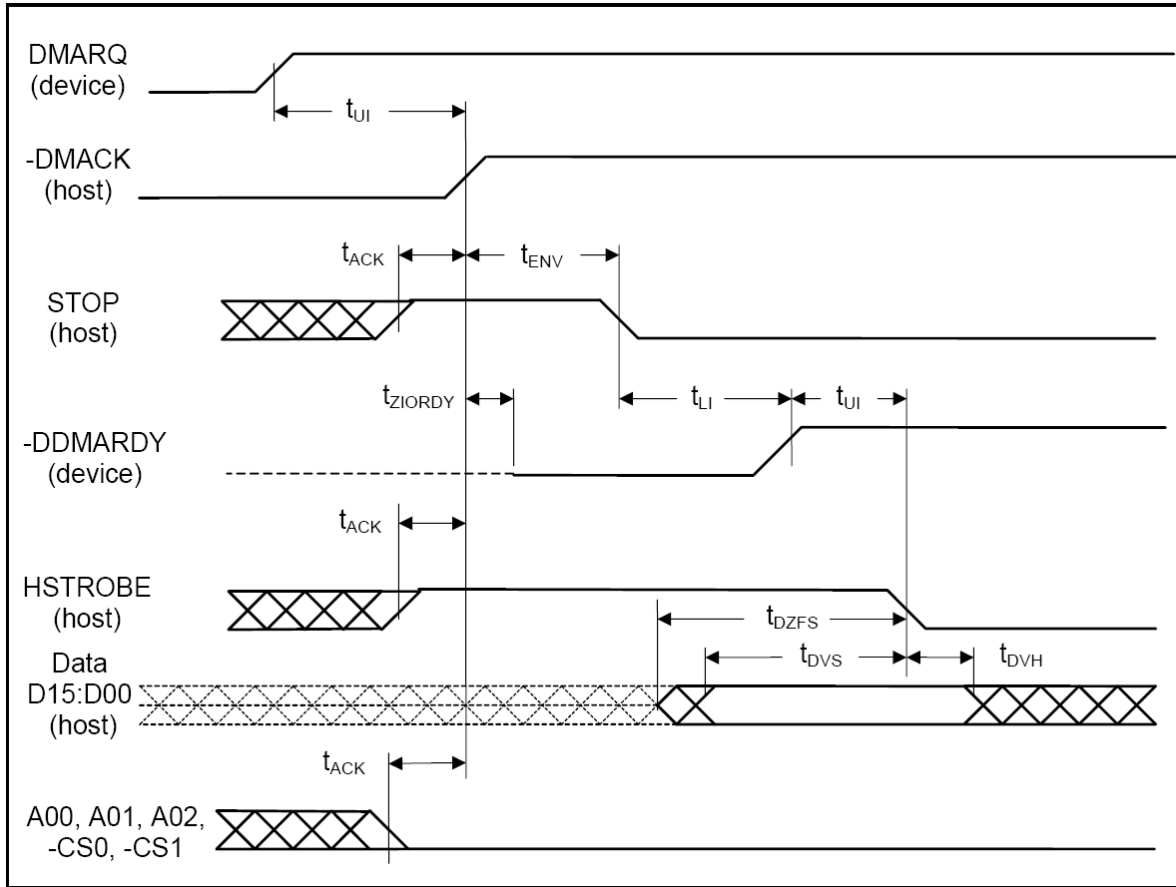 DMARQ
(device)
tUI
-DMACK
(host)
tACK
tENV
STOP
(host)
tZIORDY
tLI
tUI
-DDMARDY
(device)
tACK
HSTROBE
(host)
tDZFS
tDVS
tDVH
Data
D15:D00
(host)
tACK
A00, A01, A02,
-CS0, -CS1